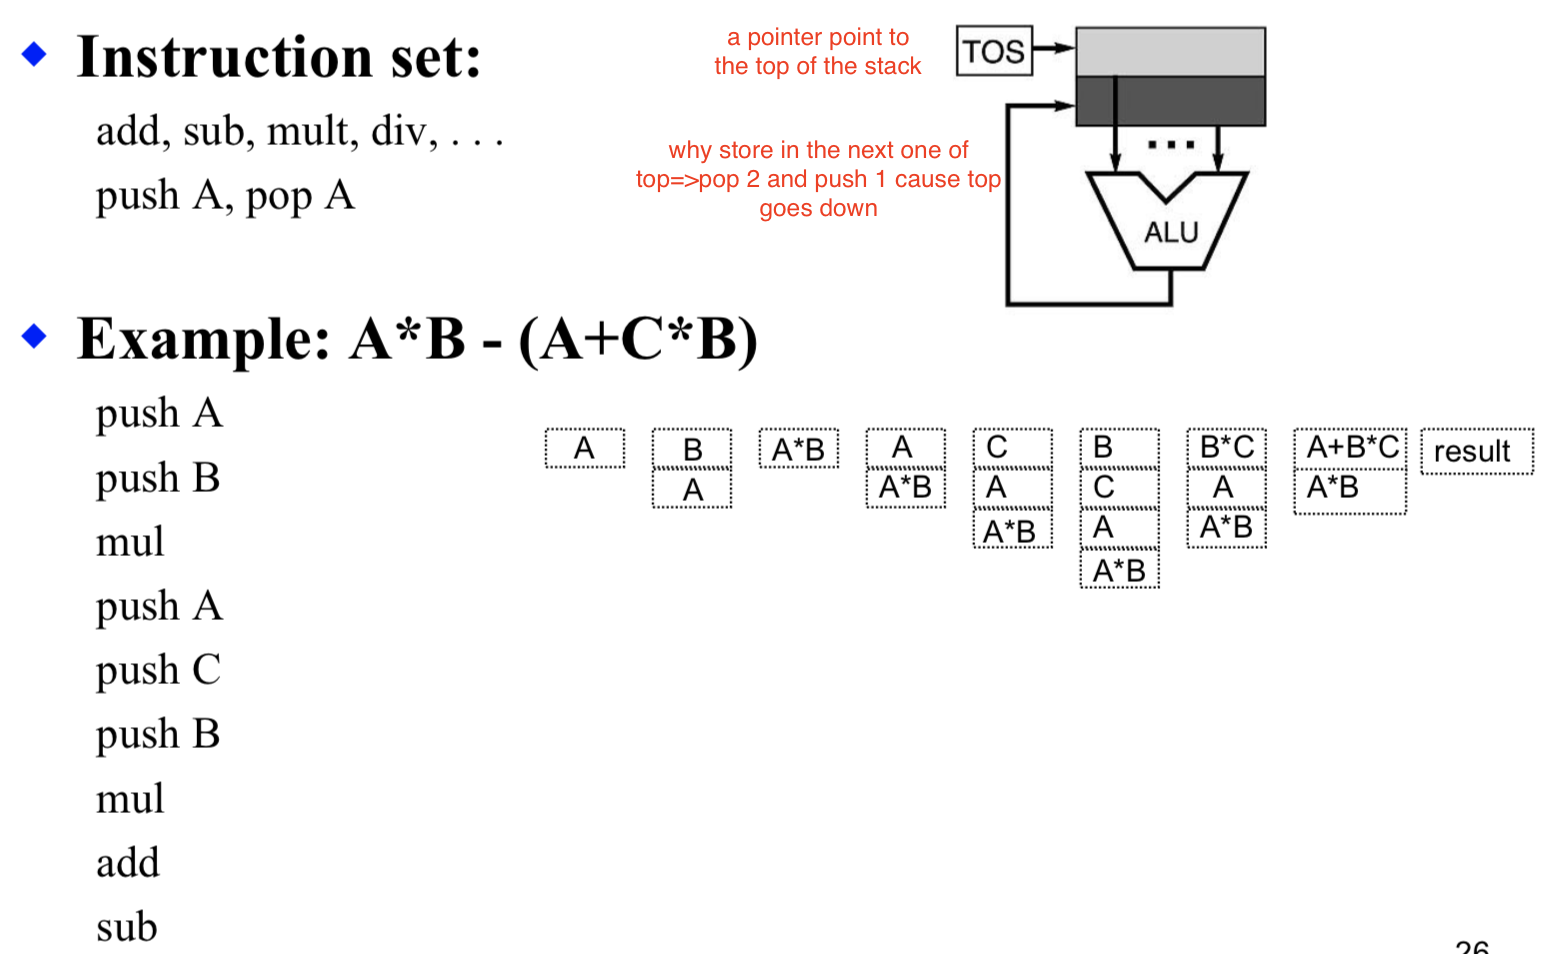 Instruction set:
add, sub, mult, div, . . .
push A, pop A
a pointer point to
the top of the stack
TOS
why store in the next one of
top=>pop 2 and push 1 cause top
goes down
...
ALU
Example: A*B - (A+C*B)
push A
push B
mul
push A
push C
push B
mul
add
sub
A
B
A
A*B
A
A*B
C
A
A*B
B
C
A
A*B
B*C
A
A*B
A+B*C
A*B
result
26